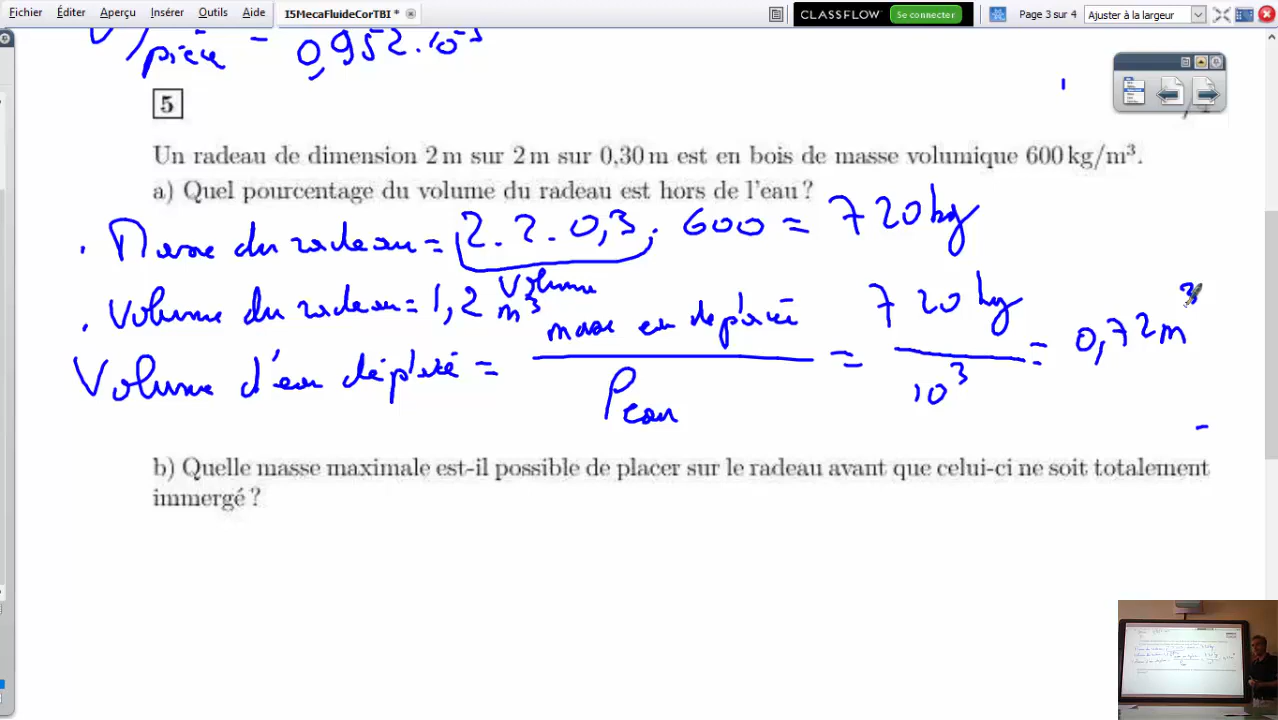 Fichier Éditer Aperçu Insérer Outils Aide I5MecaFluideCorTBI * CLASSFLOW Se connecter Page 3 sur 4 Ajuster à la largeur
V/pièce = 0,952.10⁻³
5
Un radeau de dimension 2 m sur 2 m sur 0,30 m est en bois de masse volumique 600 kg/m³.
a) Quel pourcentage du volume du radeau est hors de l'eau ?
. Masse du radeau = 2 . 2 . 0,3 . 600 = 720 kg
volume
. Volume du radeau = 1,2 m³
Volume d'eau déplacé = masse eau déplacée / ρeau = 720 kg / 10³ = 0,72 m³
b) Quelle masse maximale est-il possible de placer sur le radeau avant que celui-ci ne soit totalement
immergé ?